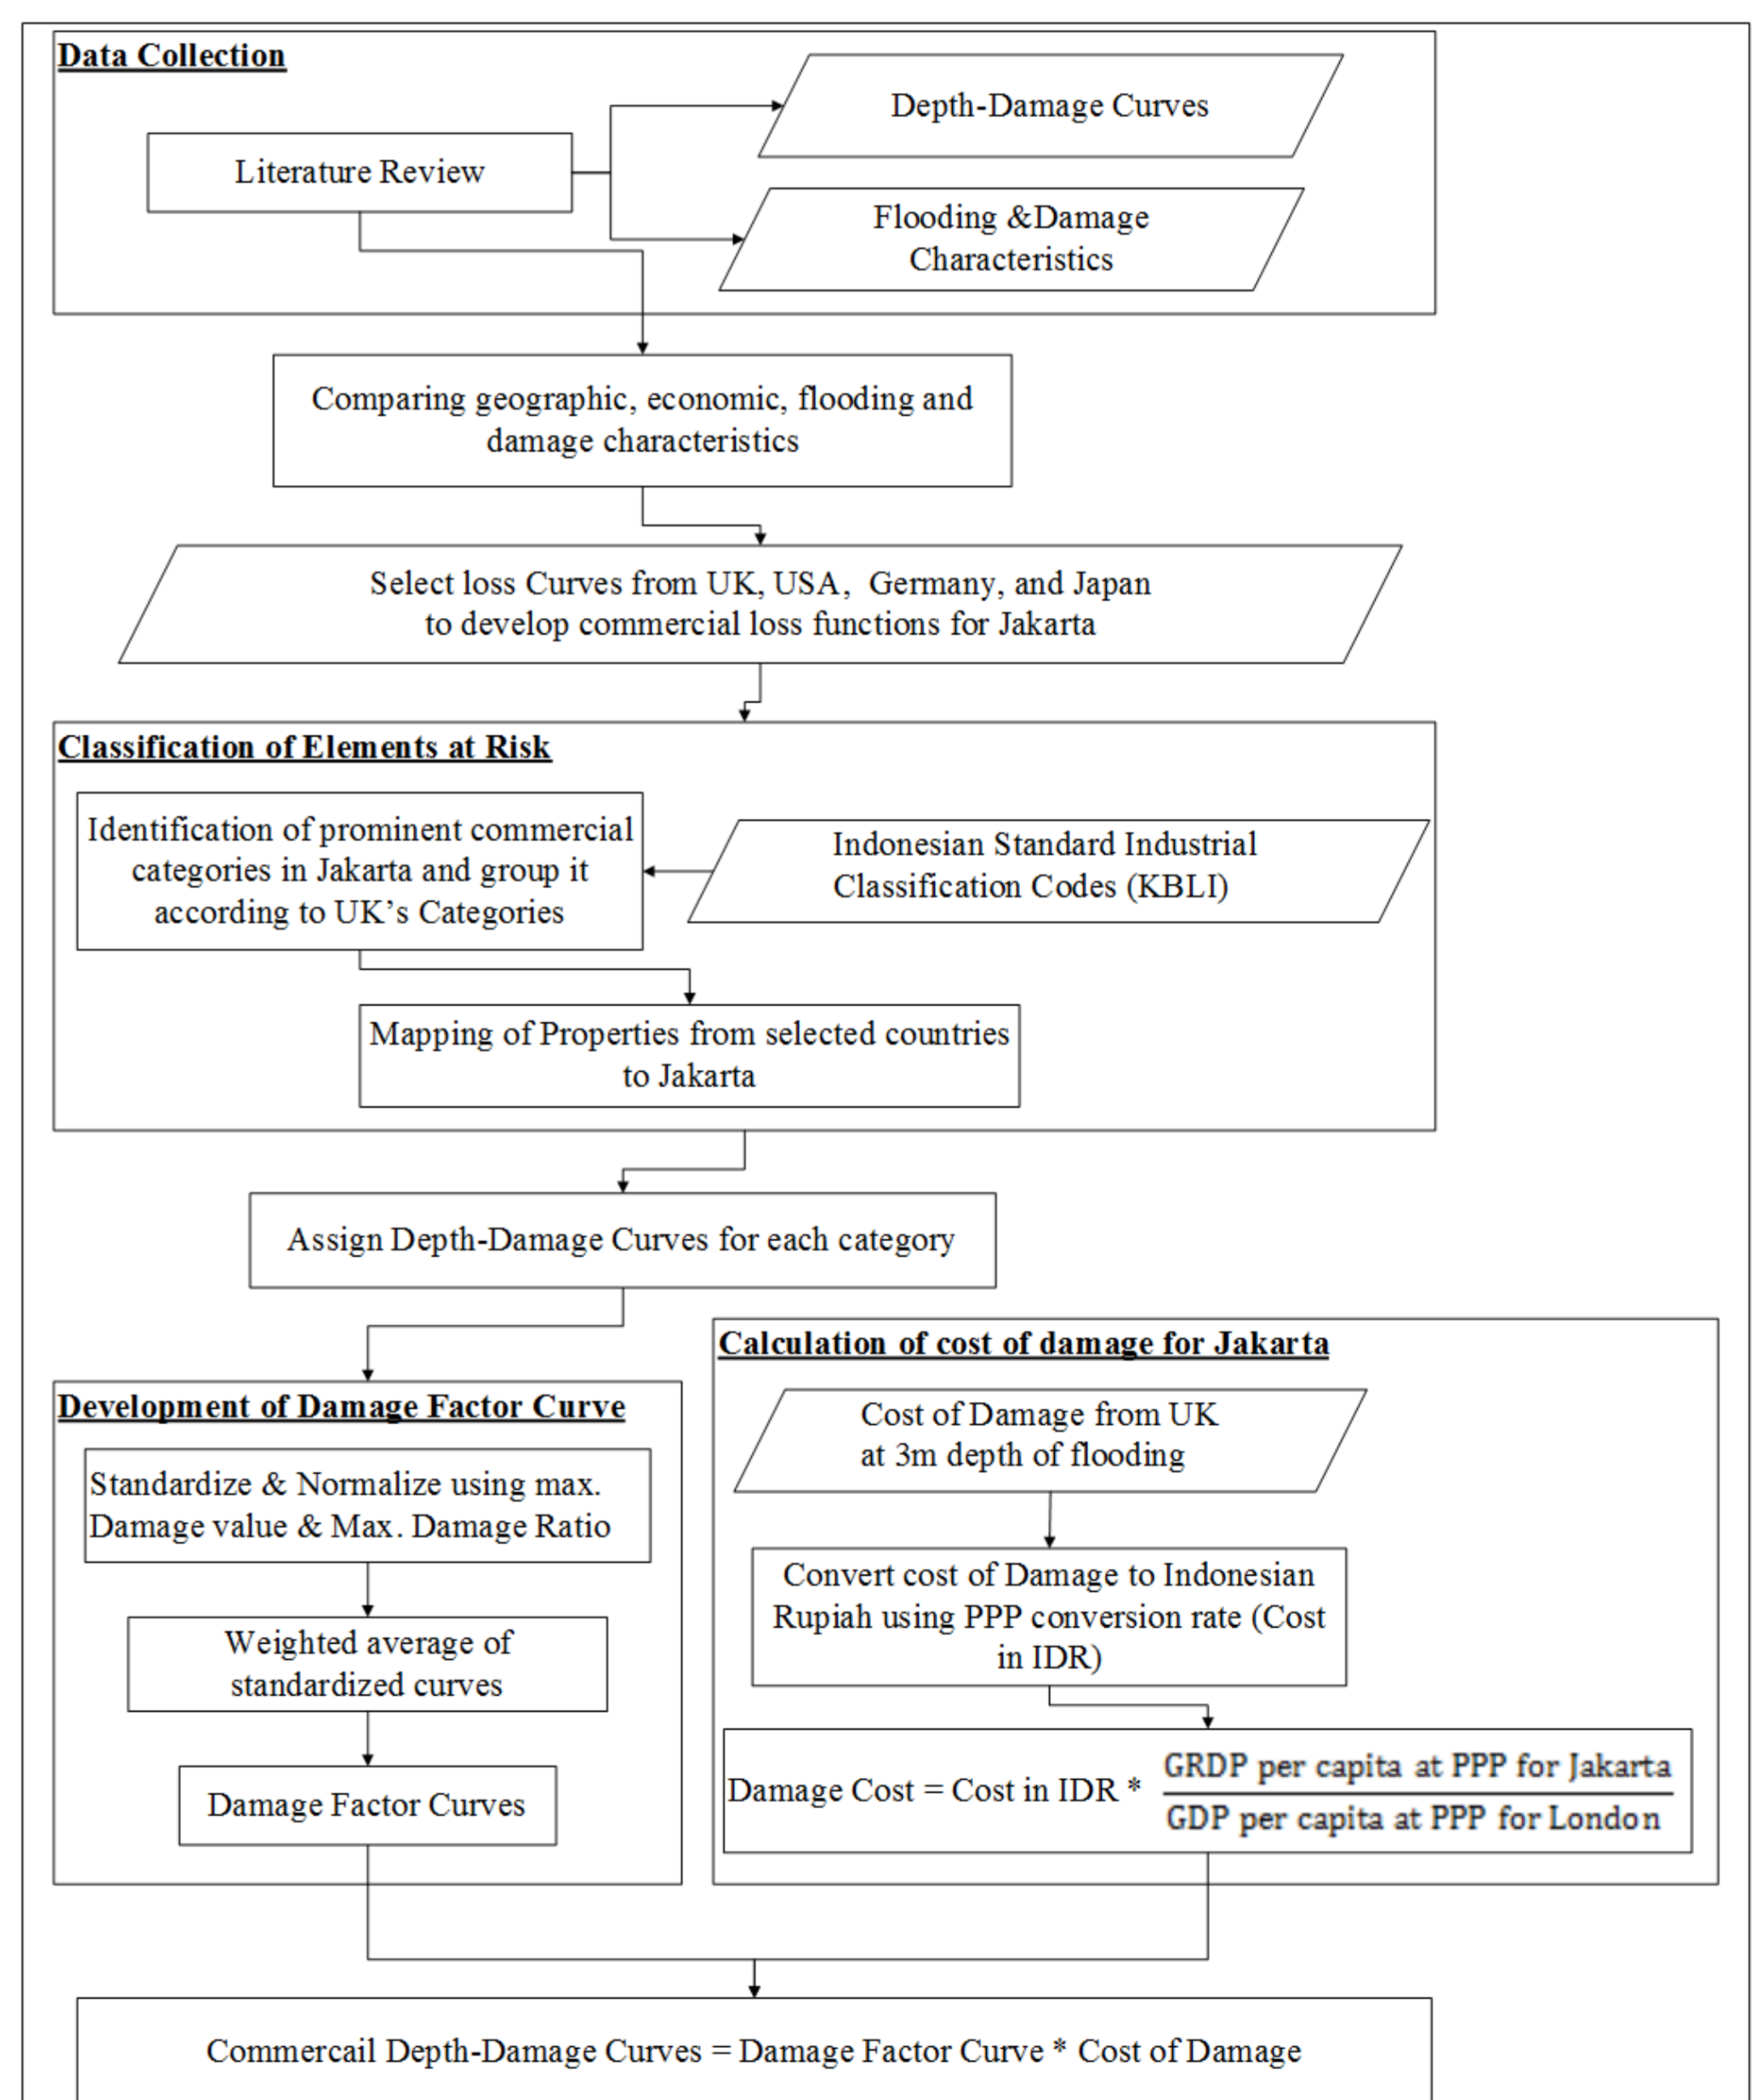 Data Collection
Literature Review
Depth-Damage Curves
Flooding &Damage
Characteristics
Comparing geographic, economic, flooding and
damage characteristics
Select loss Curves from UK, USA, Germany, and Japan
to develop commercial loss functions for Jakarta
Classification of Elements at Risk
Identification of prominent commercial
categories in Jakarta and group it
according to UK’s Categories
Indonesian Standard Industrial
Classification Codes (KBLI)
Mapping of Properties from selected countries
to Jakarta
Assign Depth-Damage Curves for each category
Development of Damage Factor Curve
Standardize & Normalize using max.
Damage value & Max. Damage Ratio
Weighted average of
standardized curves
Damage Factor Curves
Calculation of cost of damage for Jakarta
Cost of Damage from UK
at 3m depth of flooding
Convert cost of Damage to Indonesian
Rupiah using PPP conversion rate (Cost
in IDR)
Damage Cost = Cost in IDR *
GRDP per capita at PPP for Jakarta
GDP per capita at PPP for London
Commercail Depth-Damage Curves = Damage Factor Curve * Cost of Damage